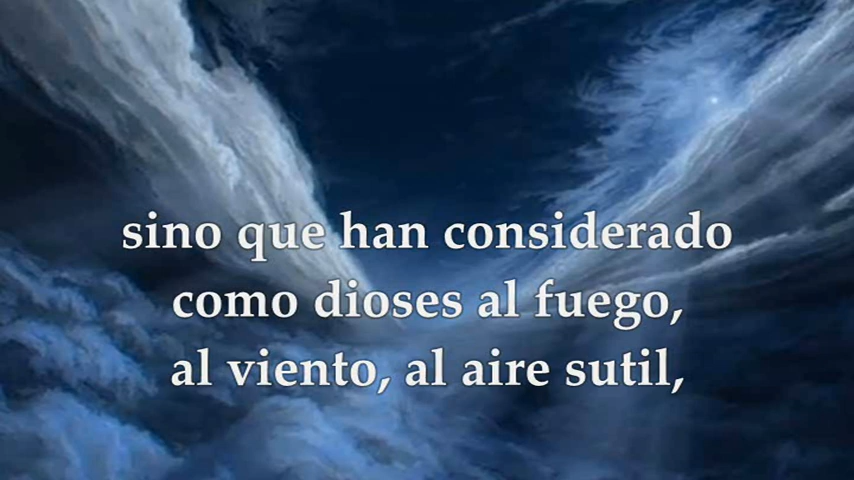 sino que han considerado
como dioses al fuego,
al viento, al aire sutil,